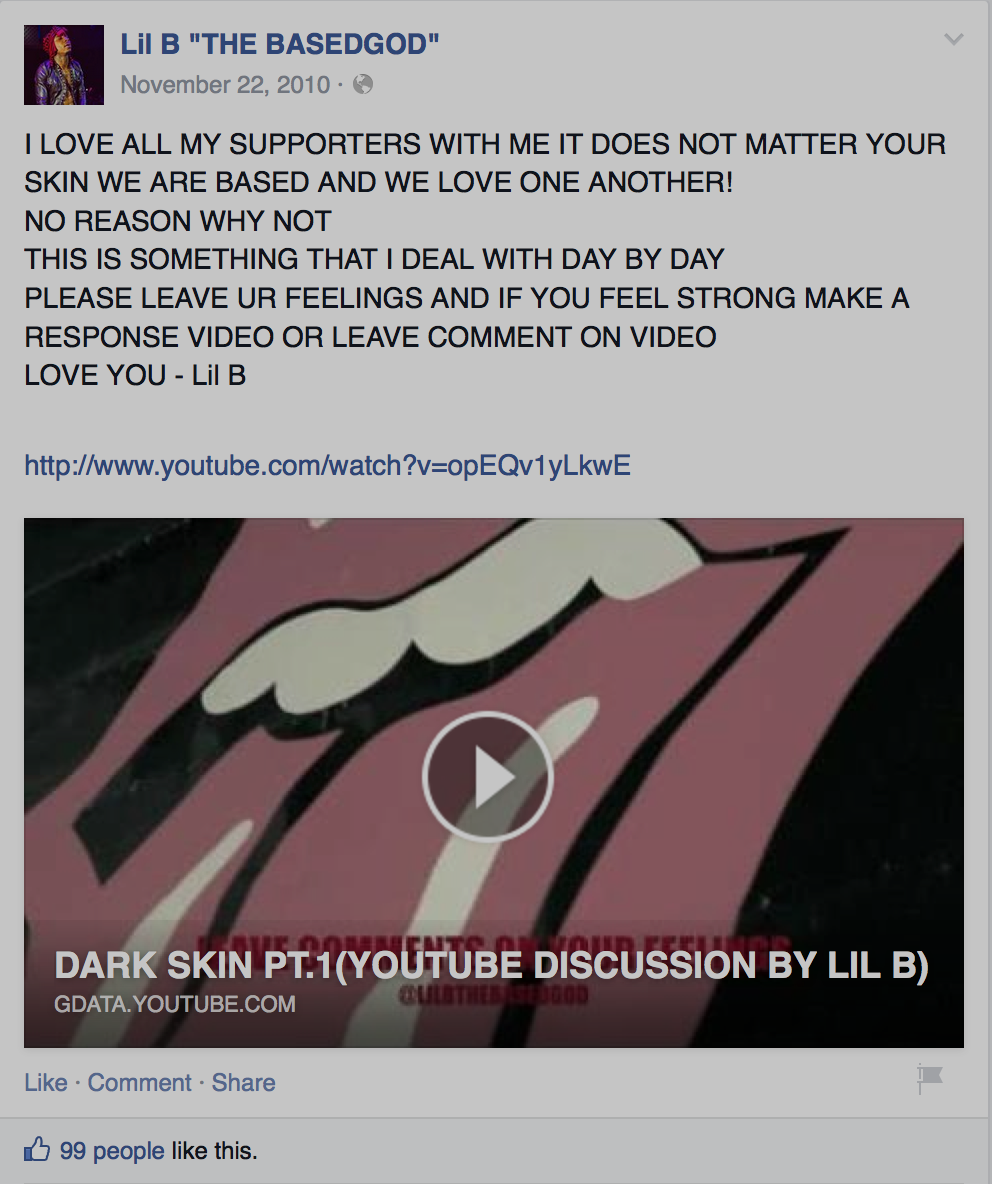 Lil B "THE BASEDGOD"
November 22, 2010 ·
I LOVE ALL MY SUPPORTERS WITH ME IT DOES NOT MATTER YOUR
SKIN WE ARE BASED AND WE LOVE ONE ANOTHER!
NO REASON WHY NOT
THIS IS SOMETHING THAT I DEAL WITH DAY BY DAY
PLEASE LEAVE UR FEELINGS AND IF YOU FEEL STRONG MAKE A
RESPONSE VIDEO OR LEAVE COMMENT ON VIDEO
LOVE YOU - Lil B
http://www.youtube.com/watch?v=opEQv1yLkwE
LEAVE COMMENTS ON YOUR FEELINGS
DARK SKIN PT.1(YOUTUBE DISCUSSION BY LIL B)
@LILBTHEBASEDGOD
GDATA.YOUTUBE.COM
Like · Comment · Share
99 people like this.